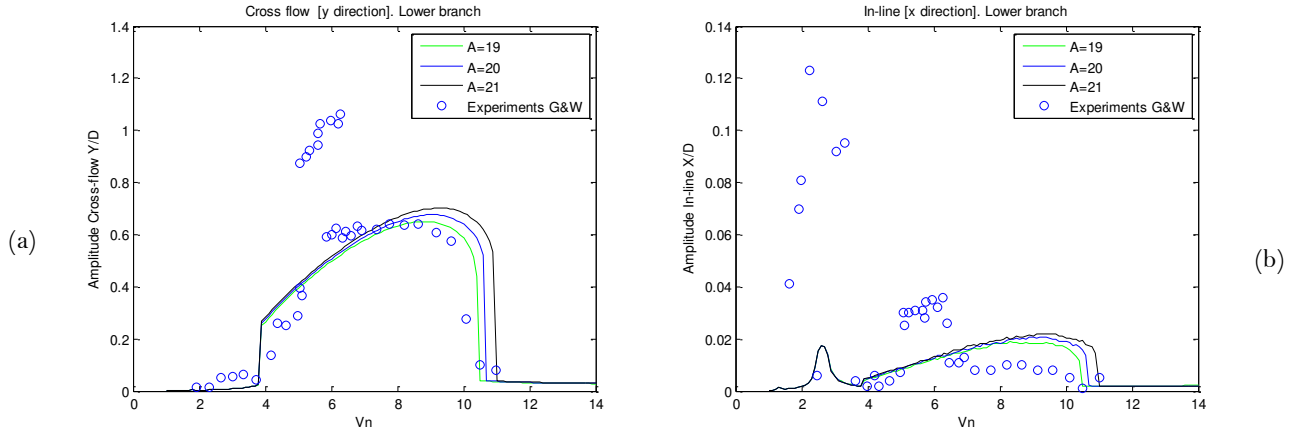 (a)
Cross flow [y direction]. Lower branch
Amplitude Cross-flow Y/D
1.4
1.2
1
0.8
0.6
0.4
0.2
0
0 2 4 6 8 10 12 14
Vn
A=19
A=20
A=21
Experiments G&W
In-line [x direction]. Lower branch
Amplitude In-line X/D
0.14
0.12
0.1
0.08
0.06
0.04
0.02
0
0 2 4 6 8 10 12 14
Vn
A=19
A=20
A=21
Experiments G&W
(b)